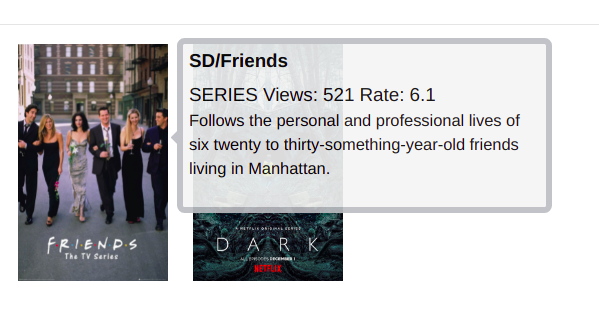 SD/Friends
SERIES Views: 521 Rate: 6.1
Follows the personal and professional lives of
six twenty to thirty-something-year-old friends
living in Manhattan.
F·R·I·E·N·D·S
The TV Series
A NETFLIX ORIGINAL SERIES
DARK
ALL EPISODES DECEMBER 1
NETFLIX